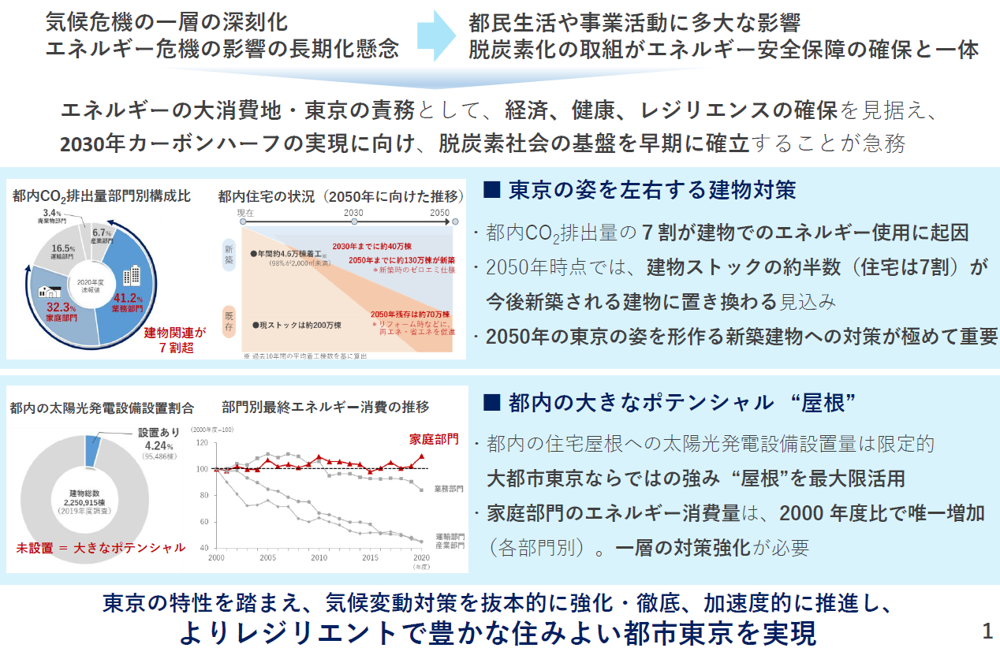 気候危機の一層の深刻化
エネルギー危機の影響の長期化懸念
都民生活や事業活動に多大な影響
脱炭素化の取組がエネルギー安全保障の確保と一体
エネルギーの大消費地・東京の責務として、経済、健康、レジリエンスの確保を見据え、
2030年カーボンハーフの実現に向け、脱炭素社会の基盤を早期に確立することが急務
都内CO2排出量部門別構成比
3.4%
廃棄物部門
6.7%
産業部門
16.5%
運輸部門
2020年度
速報値
41.2%
業務部門
32.3%
家庭部門
建物関連が
７割超
都内住宅の状況（2050年に向けた推移）
現在
2030
2050
新築
●年間約4.6万棟着工※
(98%が2,000㎡未満)
2030年までに約40万棟
2050年までに約130万棟が新築
＊新築時のゼロエミ仕様
既存
●現ストックは約200万棟
2050年残存は約70万棟
＊リフォーム時などに、
再エネ・省エネを促進
※ 過去10年間の平均着工棟数を基に算出
■ 東京の姿を左右する建物対策
・都内CO2排出量の７割が建物でのエネルギー使用に起因
・2050年時点では、建物ストックの約半数（住宅は7割）が
今後新築される建物に置き換わる見込み
・2050年の東京の姿を形作る新築建物への対策が極めて重要
都内の太陽光発電設備設置割合
設置あり
4.24%
(95,486棟)
建物総数
2,250,915棟
(2019年度調査)
未設置 ＝ 大きなポテンシャル
部門別最終エネルギー消費の推移
(2000年度=100)
家庭部門
120
100
80
60
40
業務部門
運輸部門
産業部門
2000
2005
2010
2015
2020
(年度)
■ 都内の大きなポテンシャル “屋根”
・都内の住宅屋根への太陽光発電設備設置量は限定的
大都市東京ならではの強み “屋根”を最大限活用
・家庭部門のエネルギー消費量は、2000 年度比で唯一増加
（各部門別）。一層の対策強化が必要
東京の特性を踏まえ、気候変動対策を抜本的に強化・徹底、加速度的に推進し、
よりレジリエントで豊かな住みよい都市東京を実現
1